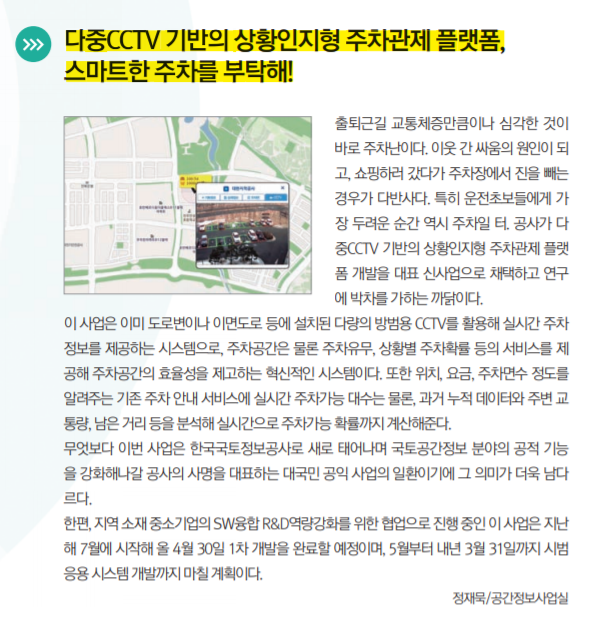 다중CCTV 기반의 상황인지형 주차관제 플랫폼,
스마트한 주차를 부탁해!
출퇴근길 교통체증만큼이나 심각한 것이
바로 주차난이다. 이웃 간 싸움의 원인이 되
고, 쇼핑하러 갔다가 주차장에서 진을 빼는
경우가 다반사다. 특히 운전초보들에게 가
장 두려운 순간 역시 주차일 터. 공사가 다
중CCTV 기반의 상황인지형 주차관제 플랫
폼 개발을 대표 신사업으로 채택하고 연구
에 박차를 가하는 까닭이다.
이 사업은 이미 도로변이나 이면도로 등에 설치된 다량의 방범용 CCTV를 활용해 실시간 주차
정보를 제공하는 시스템으로, 주차공간은 물론 주차유무, 상황별 주차확률 등의 서비스를 제
공해 주차공간의 효율성을 제고하는 혁신적인 시스템이다. 또한 위치, 요금, 주차면수 정도를
알려주는 기존 주차 안내 서비스에 실시간 주차가능 대수는 물론, 과거 누적 데이터와 주변 교
통량, 남은 거리 등을 분석해 실시간으로 주차가능 확률까지 계산해준다.
무엇보다 이번 사업은 한국국토정보공사로 새로 태어나며 국토공간정보 분야의 공적 기능
을 강화해나갈 공사의 사명을 대표하는 대국민 공익 사업의 일환이기에 그 의미가 더욱 남다
르다.
한편, 지역 소재 중소기업의 SW융합 R&D역량강화를 위한 협업으로 진행 중인 이 사업은 지난
해 7월에 시작해 올 4월 30일 1차 개발을 완료할 예정이며, 5월부터 내년 3월 31일까지 시범
응용 시스템 개발까지 마칠 계획이다.
정재묵/공간정보사업실